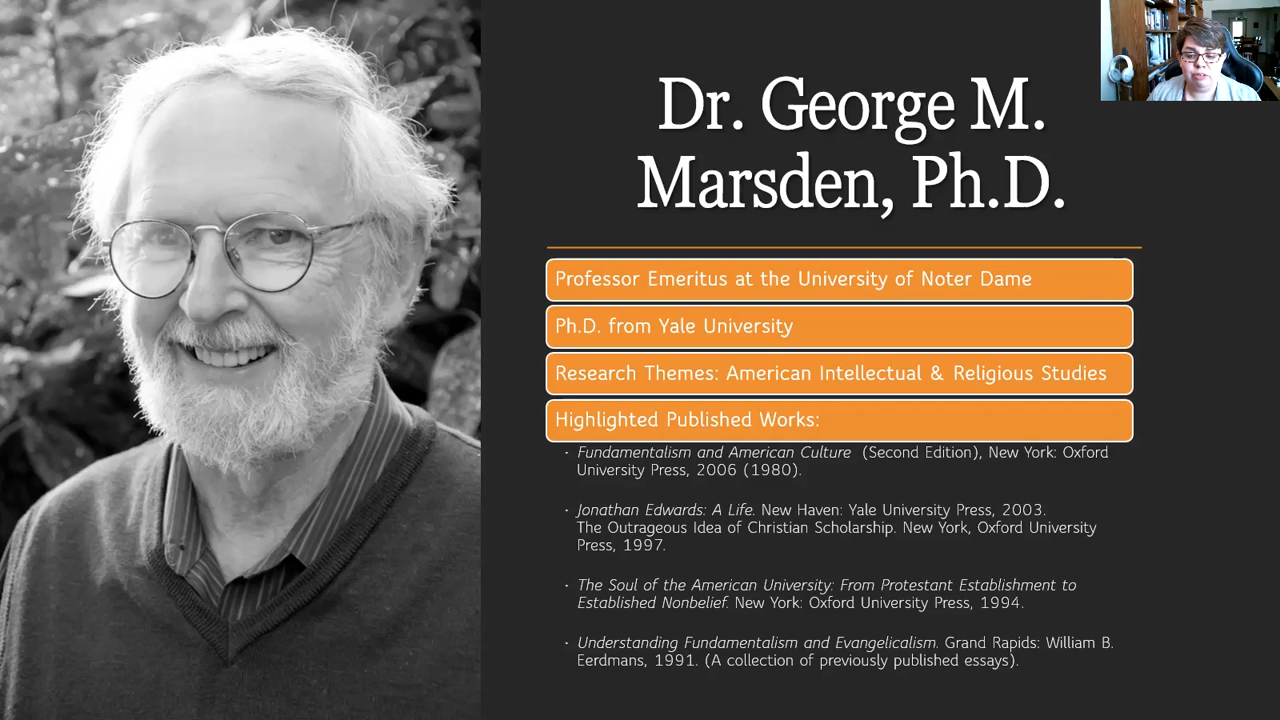 Dr. George M.
Marsden, Ph.D.
Professor Emeritus at the University of Noter Dame
Ph.D. from Yale University
Research Themes: American Intellectual & Religious Studies
Highlighted Published Works:
· Fundamentalism and American Culture (Second Edition), New York: Oxford
University Press, 2006 (1980).
· Jonathan Edwards: A Life. New Haven: Yale University Press, 2003.
The Outrageous Idea of Christian Scholarship. New York, Oxford University
Press, 1997.
· The Soul of the American University: From Protestant Establishment to
Established Nonbelief. New York: Oxford University Press, 1994.
· Understanding Fundamentalism and Evangelicalism. Grand Rapids: William B.
Eerdmans, 1991. (A collection of previously published essays).